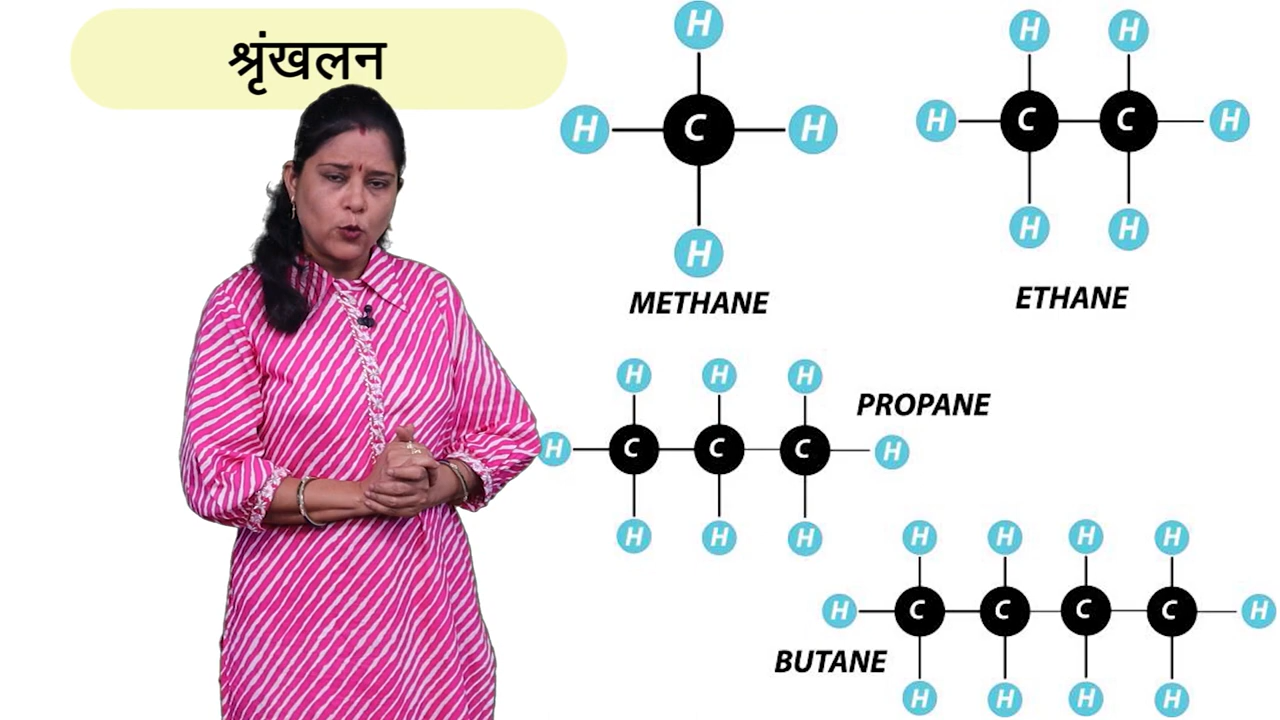 श्रृंखलन
H
H C H
H
METHANE
H H
H C C H
H H
ETHANE
H H H
H C C C H
H H H
PROPANE
H H H H
H C C C C H
H H H H
BUTANE